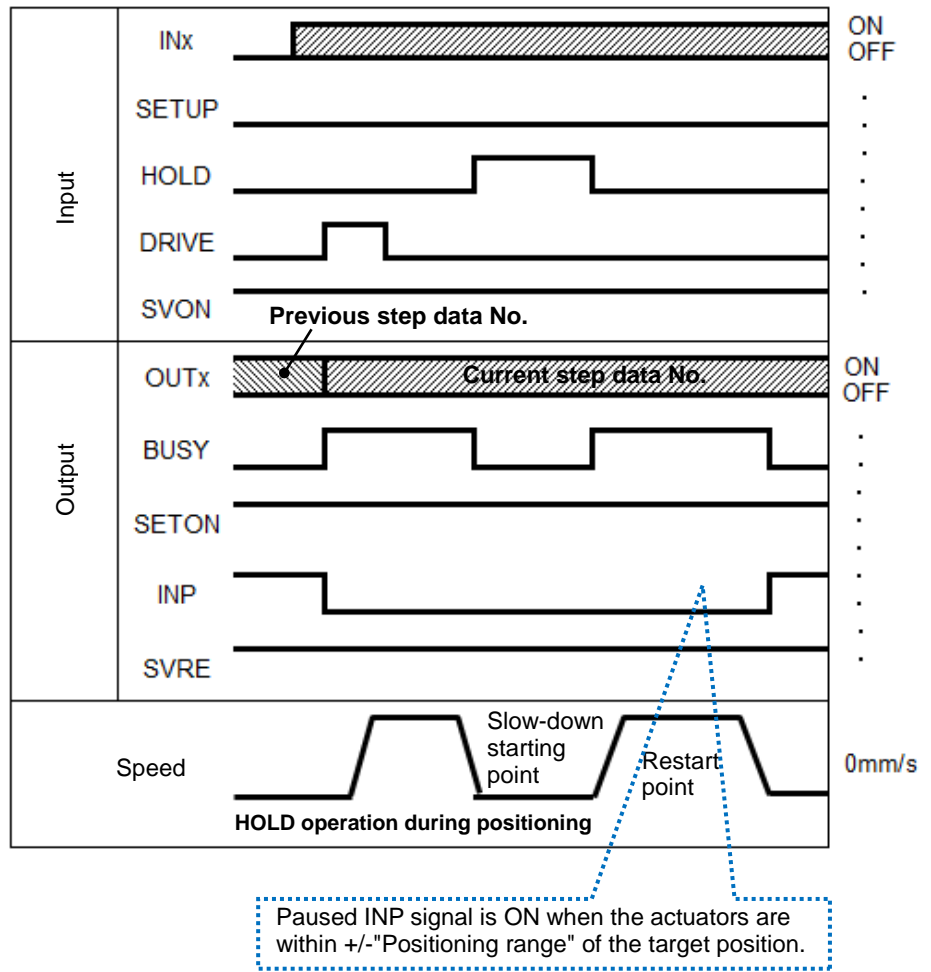 Input
INx
ON
OFF
SETUP
HOLD
DRIVE
SVON
Previous step data No.
Output
OUTx
Current step data No.
ON
OFF
BUSY
SETON
INP
SVRE
Speed
Slow-down
starting
point
Restart
point
0mm/s
HOLD operation during positioning
Paused INP signal is ON when the actuators are
within +/-"Positioning range" of the target position.